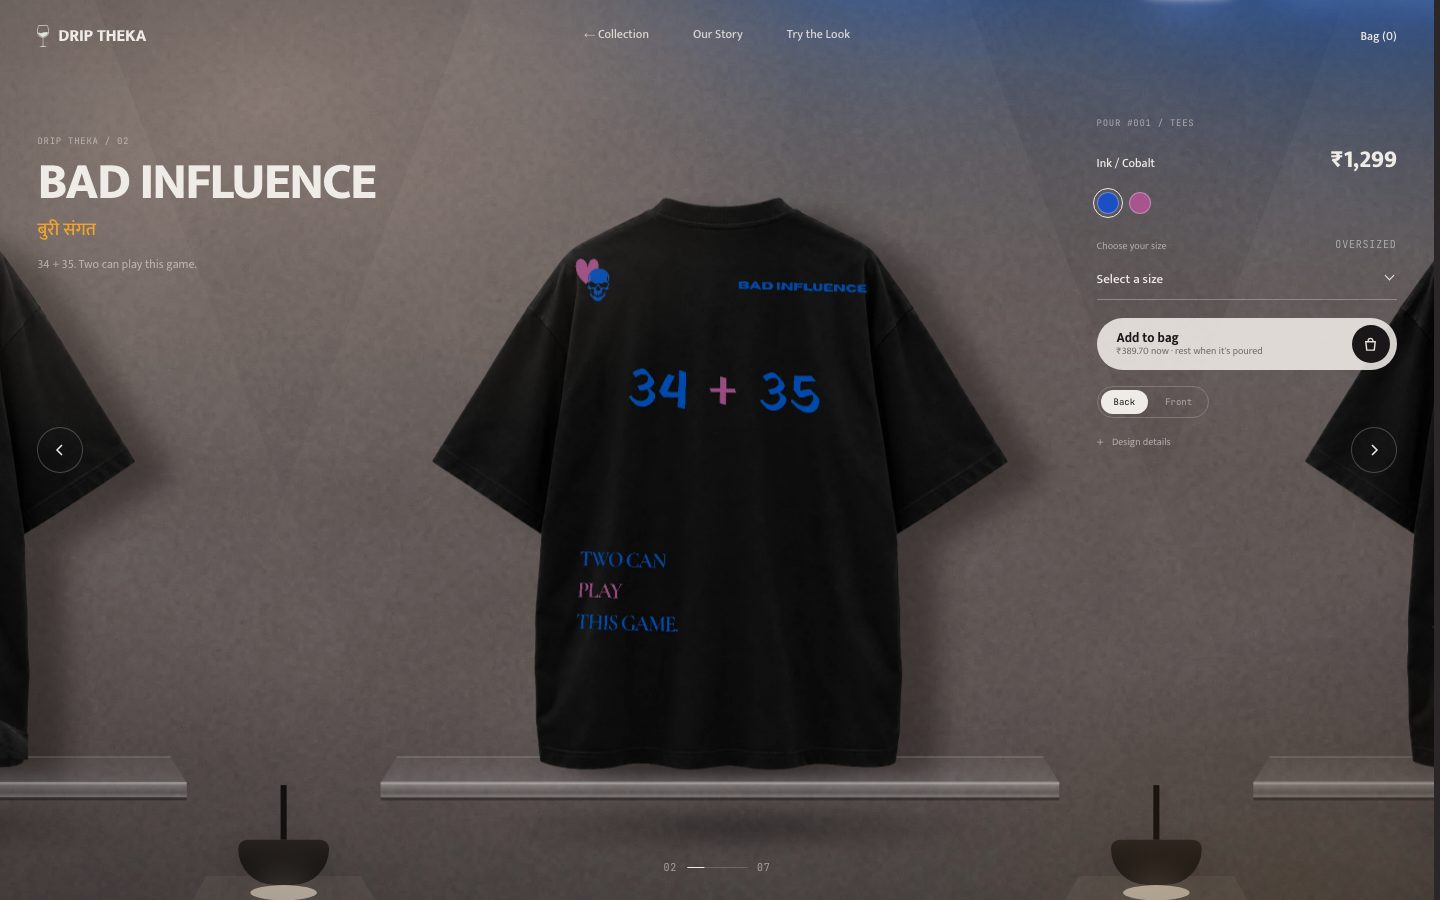 DRIP THEKA
← Collection
Our Story
Try the Look
Bag (0)
DRIP THEKA / 02
BAD INFLUENCE
बुरी संगत
34 + 35. Two can play this game.
BAD INFLUENCE
34 + 35
TWO CAN
PLAY
THIS GAME.
POUR #001 / TEES
Ink / Cobalt
₹1,299
Choose your size
OVERSIZED
Select a size
Add to bag
₹389.70 now · rest when it's poured
Back
Front
+ Design details
02
07